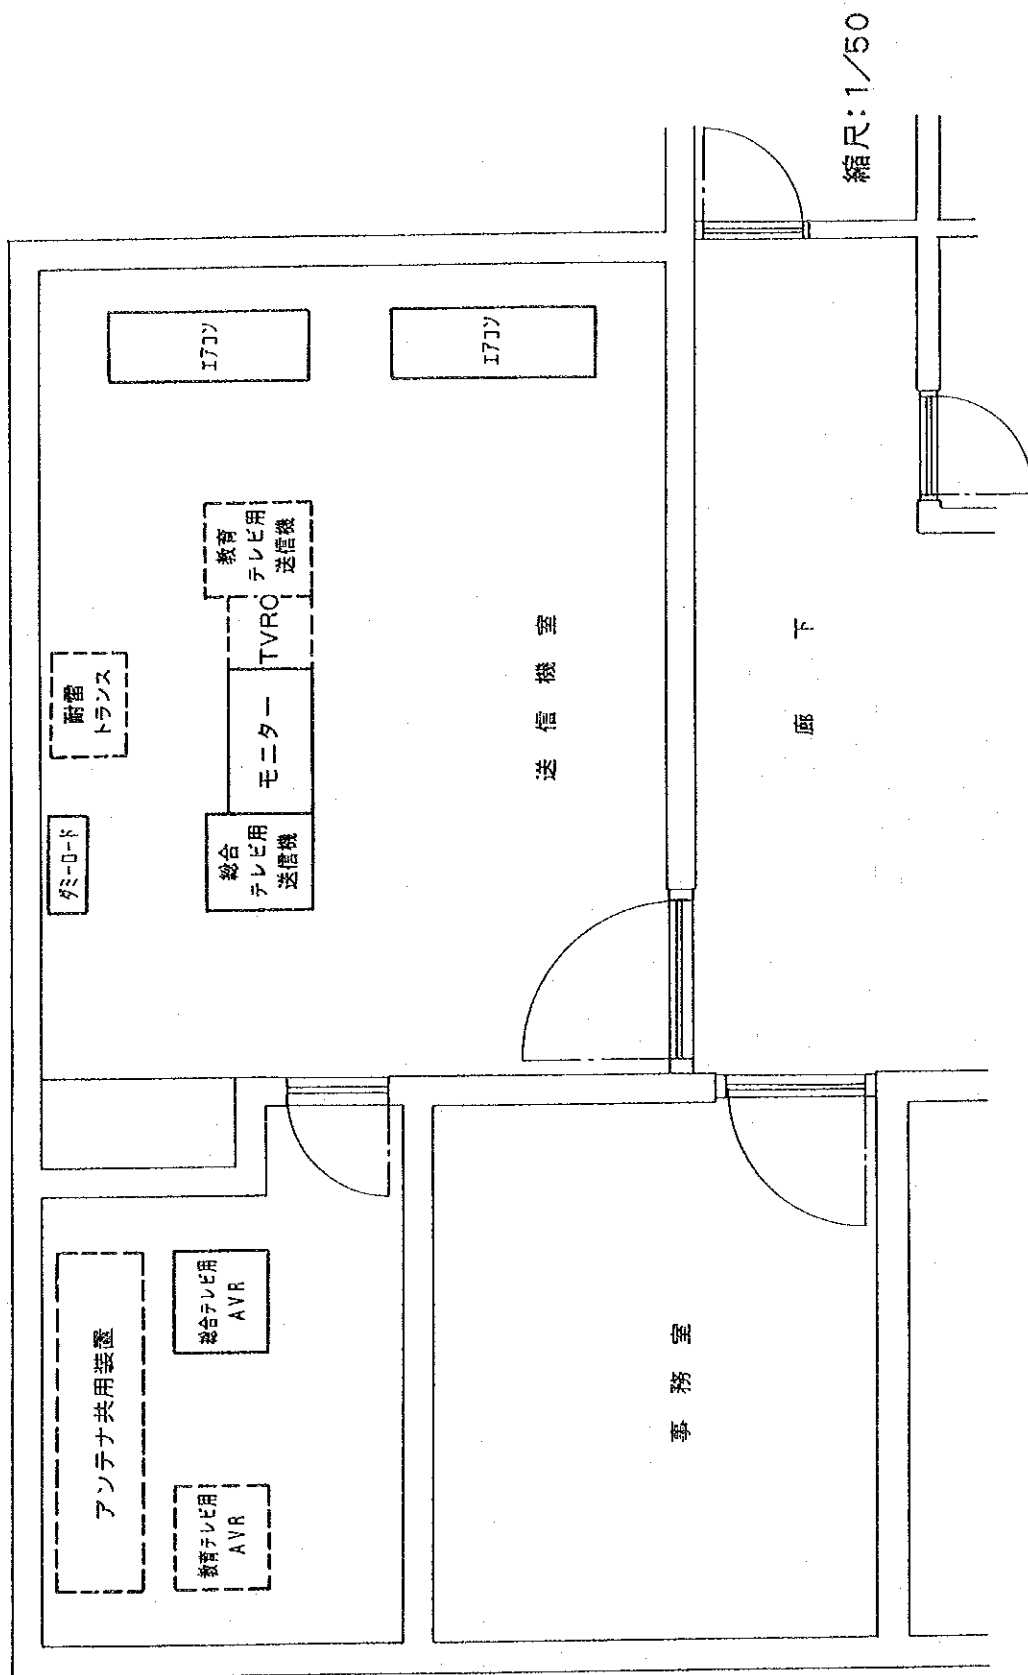 アンテナ共用装置
教育テレビ用
AVR
総合テレビ用
AVR
ダミーロード
耐雷
トランス
総合
テレビ用
送信機
モニター
TVRO
教育
テレビ用
送信機
エアコン
エアコン
送信機室
事務室
廊下
縮尺:1/50